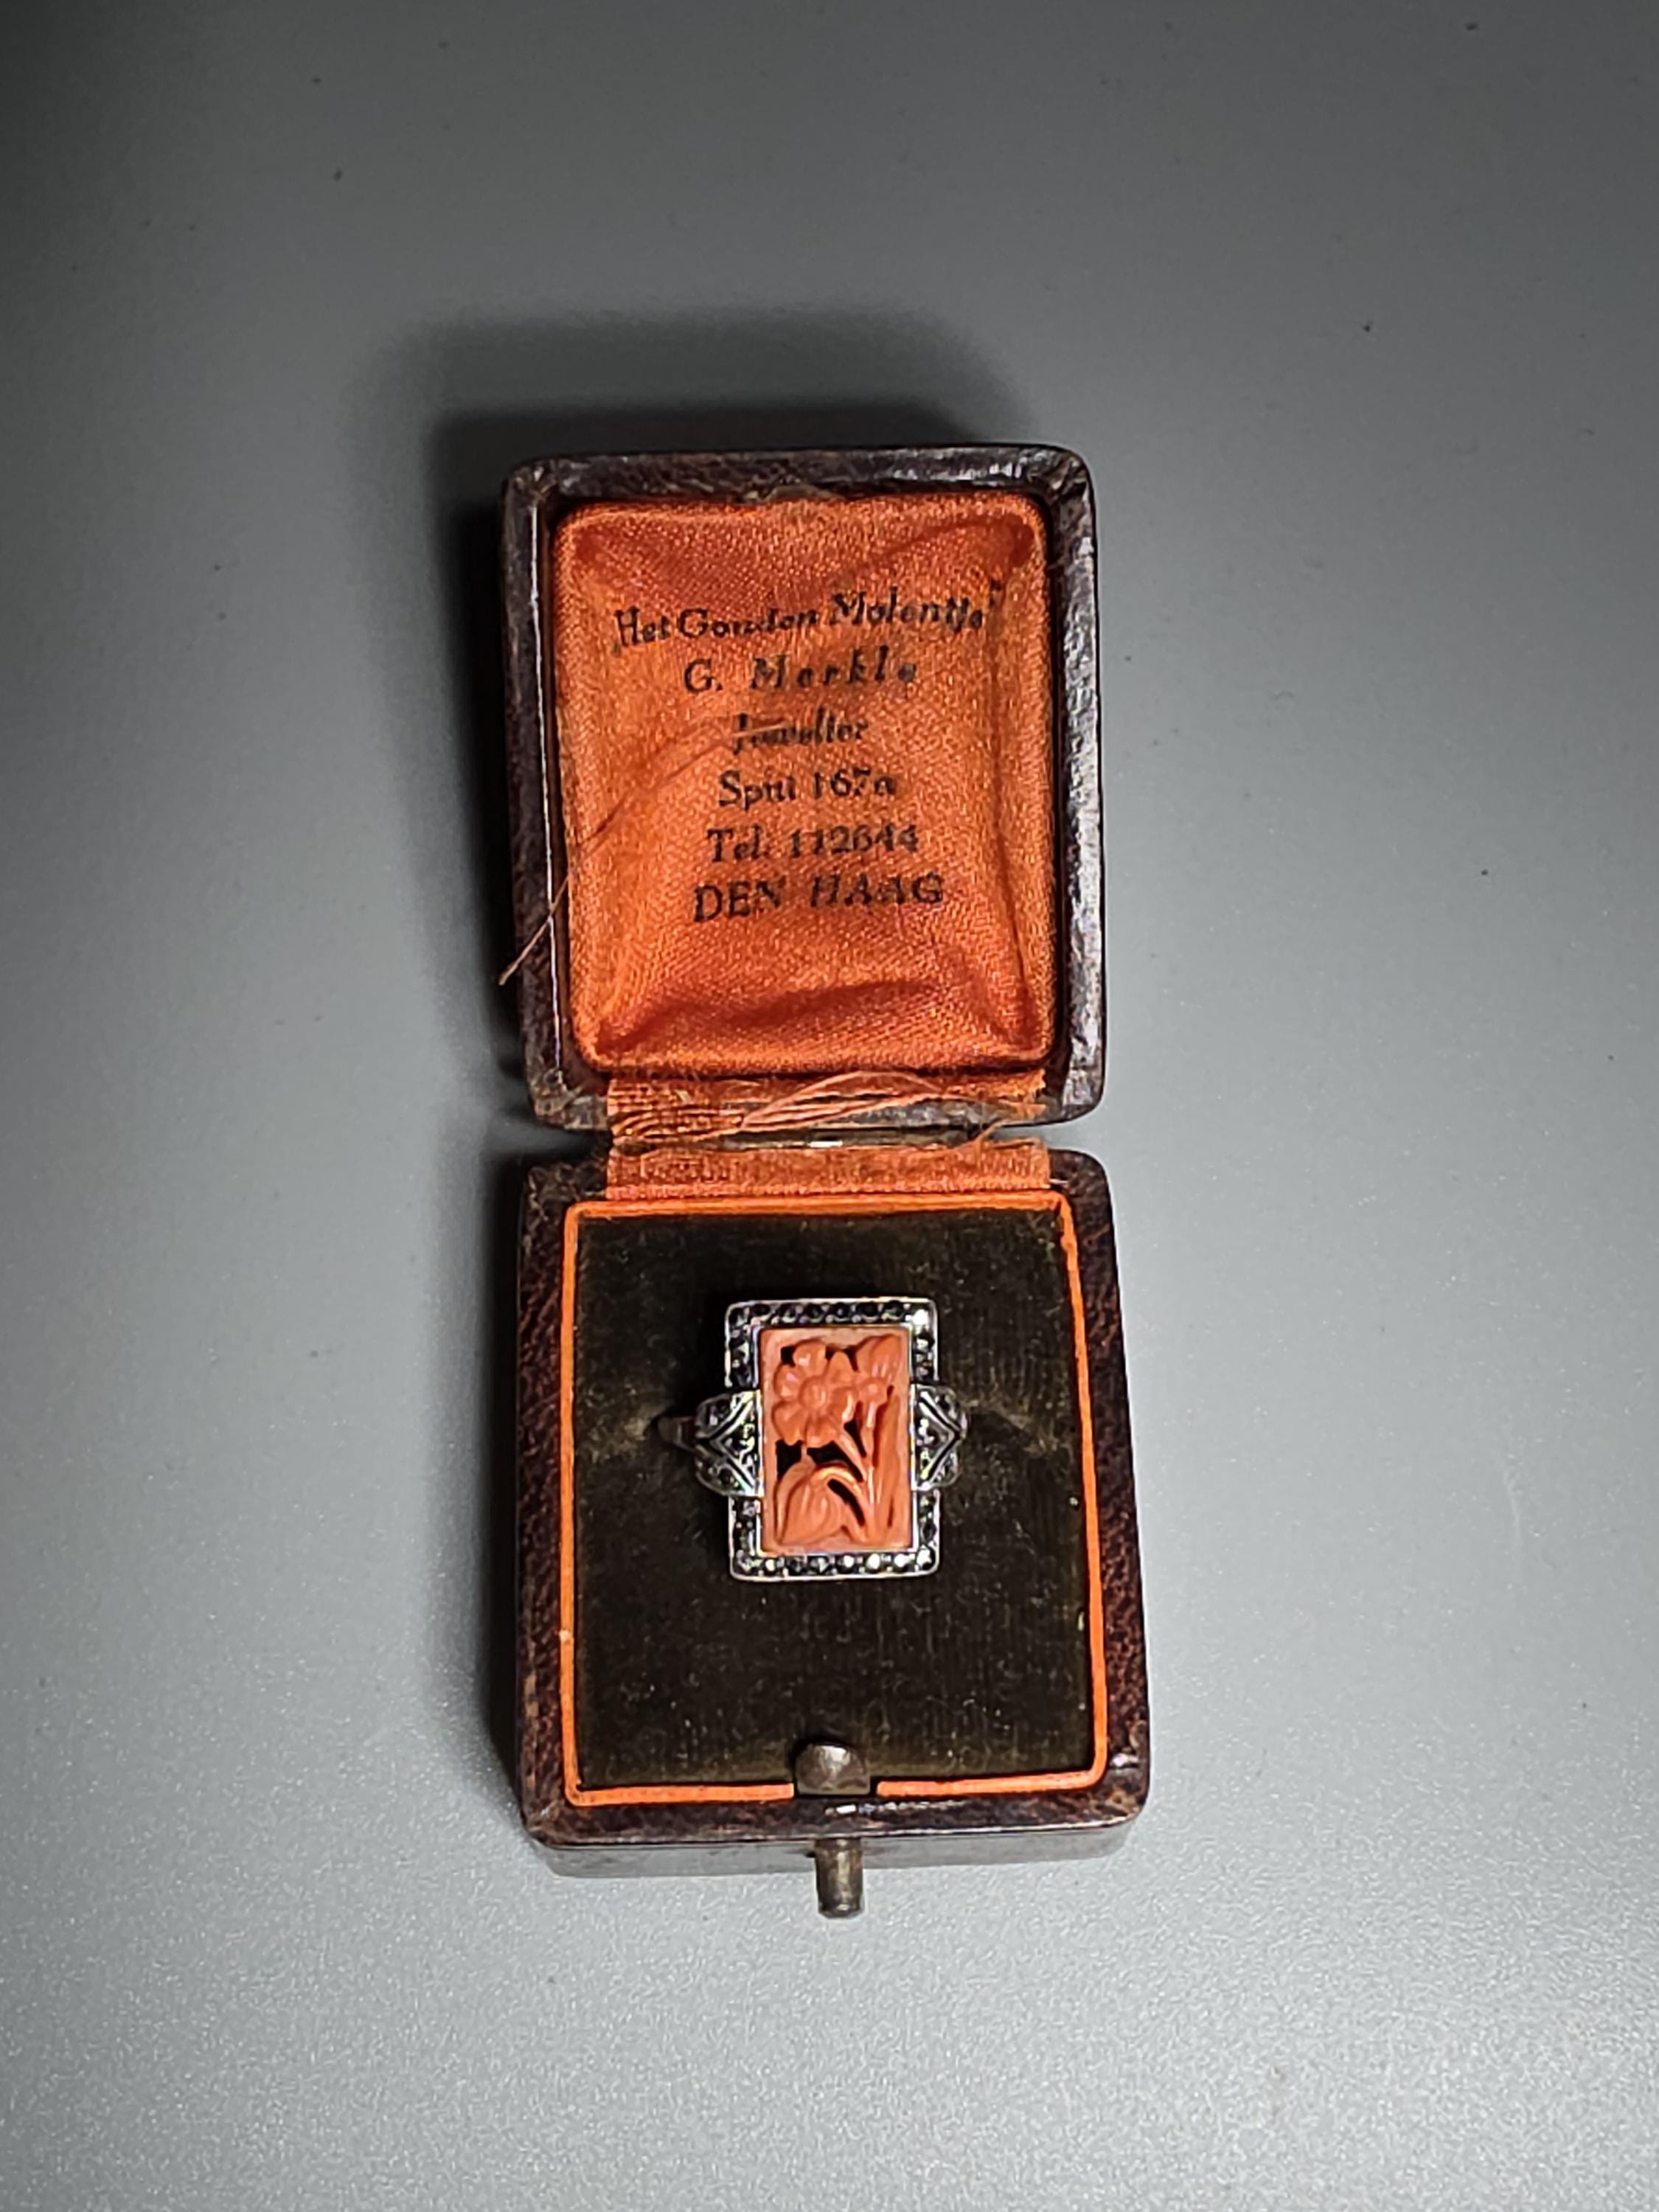 „Het Gouden Molentje”
G. Merkle
Juwelier
Spui 167a
Tel. 112644
DEN HAAG